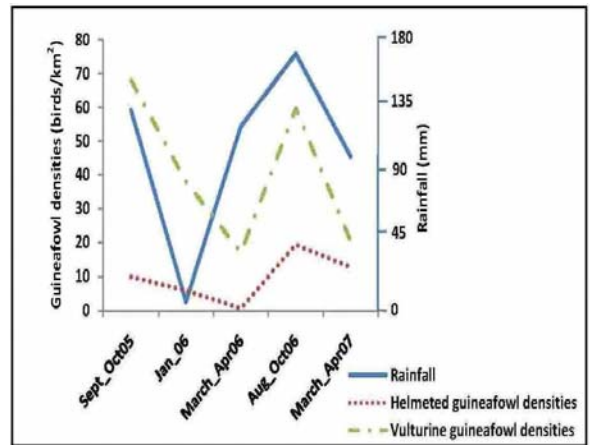 Guineafowl densities (birds/km²)
80
70
60
50
40
30
20
10
0
180
135
90
45
0
Rainfall (mm)
Sept_Oct05
Jan_06
March_Apr06
Aug_Oct06
March_Apr07
Rainfall
Helmeted guineafowl densities
Vulturine guineafowl densities